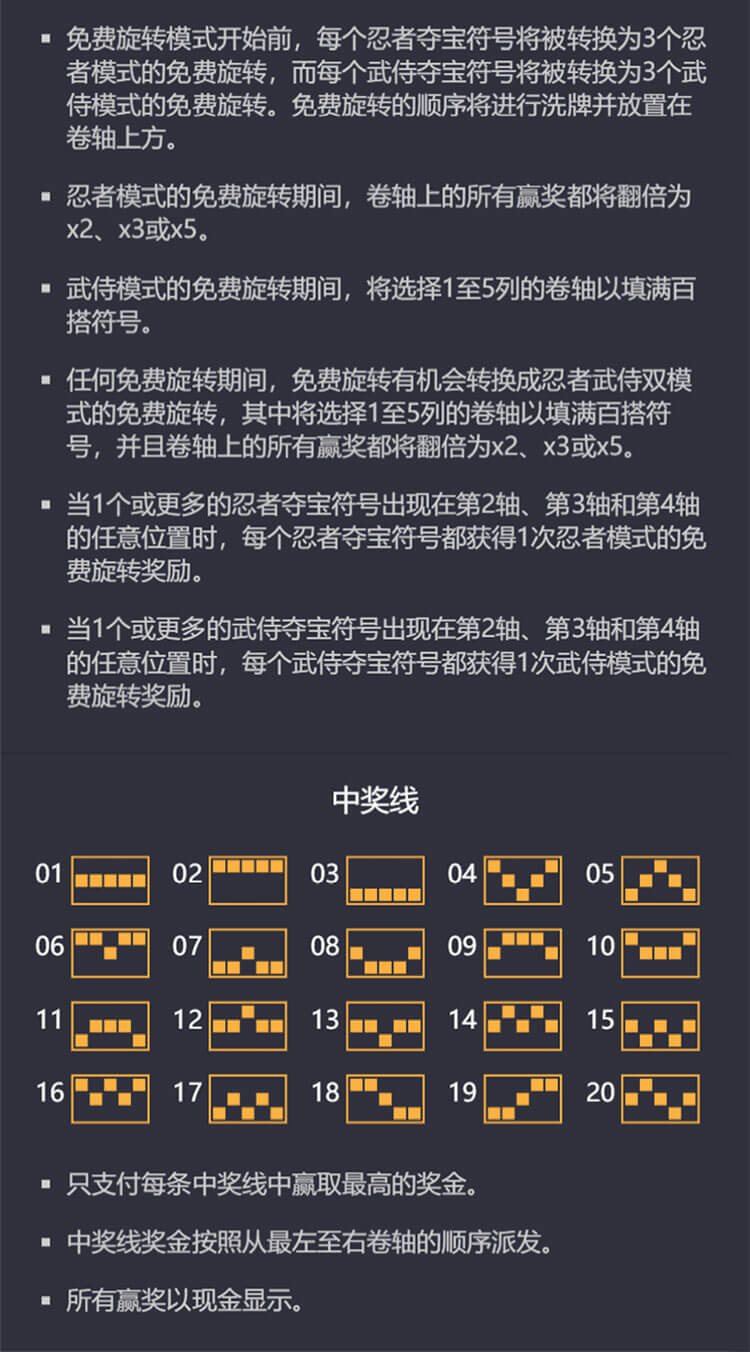 ▪ 免费旋转模式开始前，每个忍者夺宝符号将被转换为3个忍
者模式的免费旋转，而每个武侍夺宝符号将被转换为3个武
侍模式的免费旋转。免费旋转的顺序将进行洗牌并放置在
卷轴上方。
▪ 忍者模式的免费旋转期间，卷轴上的所有赢奖都将翻倍为
x2、x3或x5。
▪ 武侍模式的免费旋转期间，将选择1至5列的卷轴以填满百
搭符号。
▪ 任何免费旋转期间，免费旋转有机会转换成忍者武侍双模
式的免费旋转，其中将选择1至5列的卷轴以填满百搭符
号，并且卷轴上的所有赢奖都将翻倍为x2、x3或x5。
▪ 当1个或更多的忍者夺宝符号出现在第2轴、第3轴和第4轴
的任意位置时，每个忍者夺宝符号都获得1次忍者模式的免
费旋转奖励。
▪ 当1个或更多的武侍夺宝符号出现在第2轴、第3轴和第4轴
的任意位置时，每个武侍夺宝符号都获得1次武侍模式的免
费旋转奖励。
中奖线
01 02 03 04 05
06 07 08 09 10
11 12 13 14 15
16 17 18 19 20
▪ 只支付每条中奖线中赢取最高的奖金。
▪ 中奖线奖金按照从最左至右卷轴的顺序派发。
▪ 所有赢奖以现金显示。